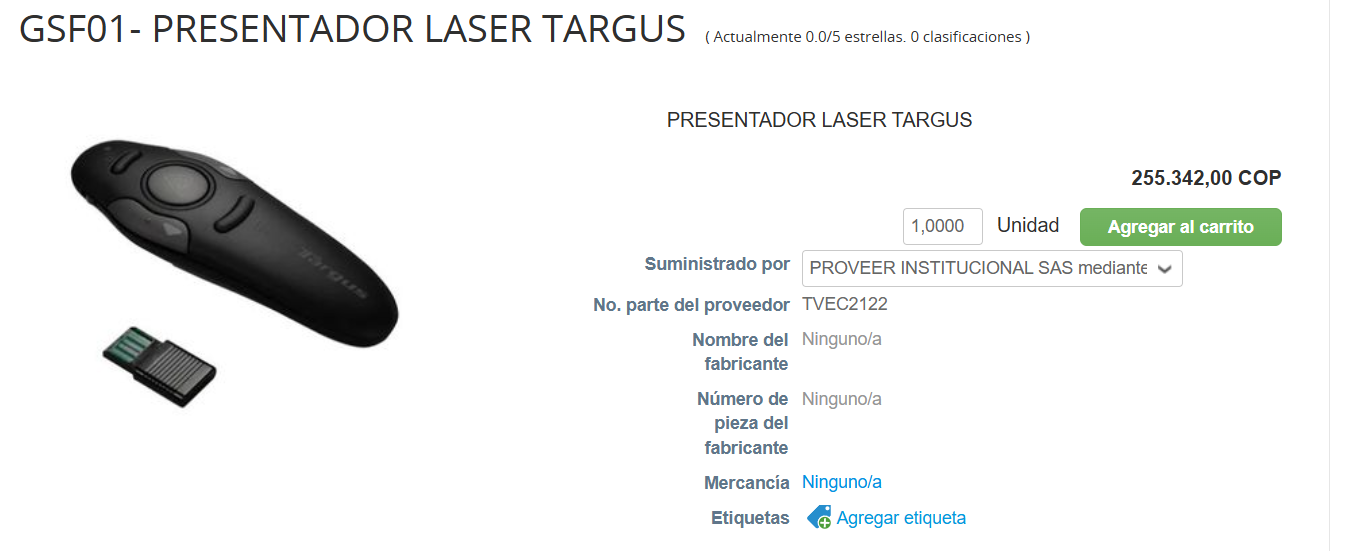 GSF01- PRESENTADOR LASER TARGUS ( Actualmente 0.0/5 estrellas. 0 clasificaciones )
PRESENTADOR LASER TARGUS
255.342,00 COP
1,0000 Unidad Agregar al carrito
Suministrado por PROVEER INSTITUCIONAL SAS mediante
No. parte del proveedor TVEC2122
Nombre del fabricante Ninguno/a
Número de pieza del fabricante Ninguno/a
Mercancía Ninguno/a
Etiquetas Agregar etiqueta
Targus